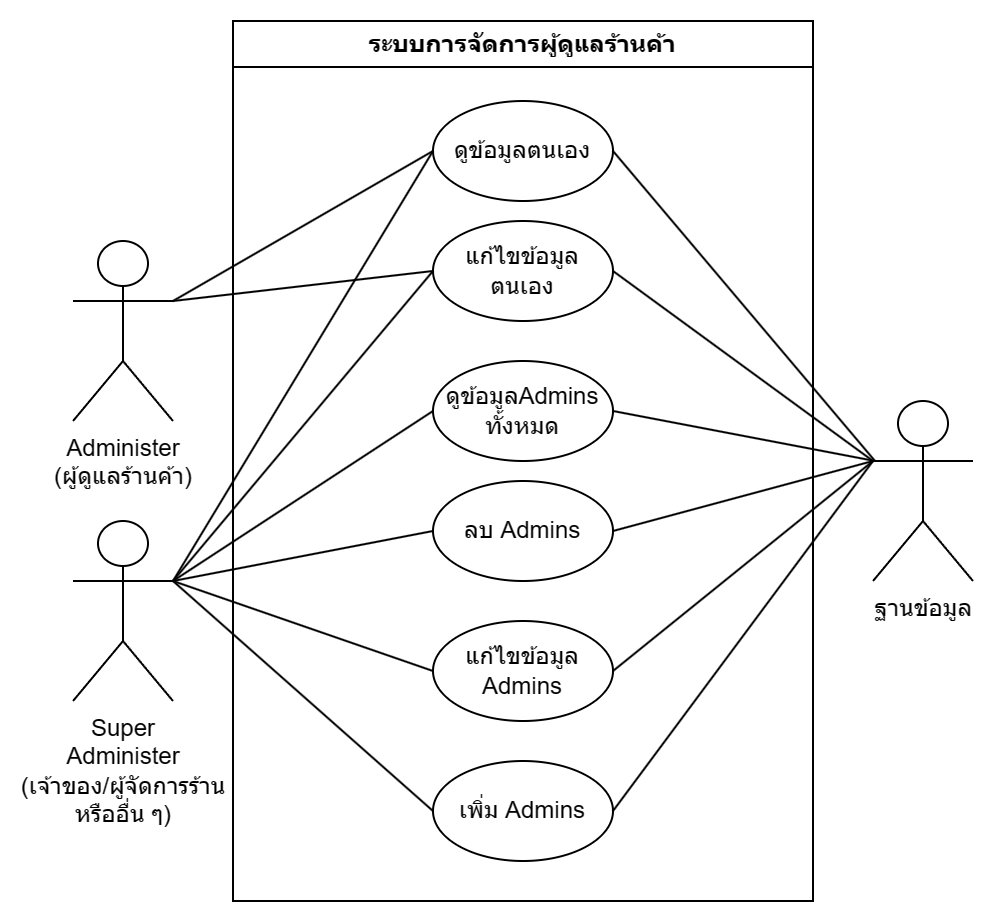 ระบบการจัดการผู้ดูแลร้านค้า
ดูข้อมูลตนเอง
แก้ไขข้อมูล
ตนเอง
ดูข้อมูลAdmins
ทั้งหมด
ลบ Admins
แก้ไขข้อมูล
Admins
เพิ่ม Admins
Administer
(ผู้ดูแลร้านค้า)
Super
Administer
(เจ้าของ/ผู้จัดการร้าน
หรืออื่น ๆ)
ฐานข้อมูล